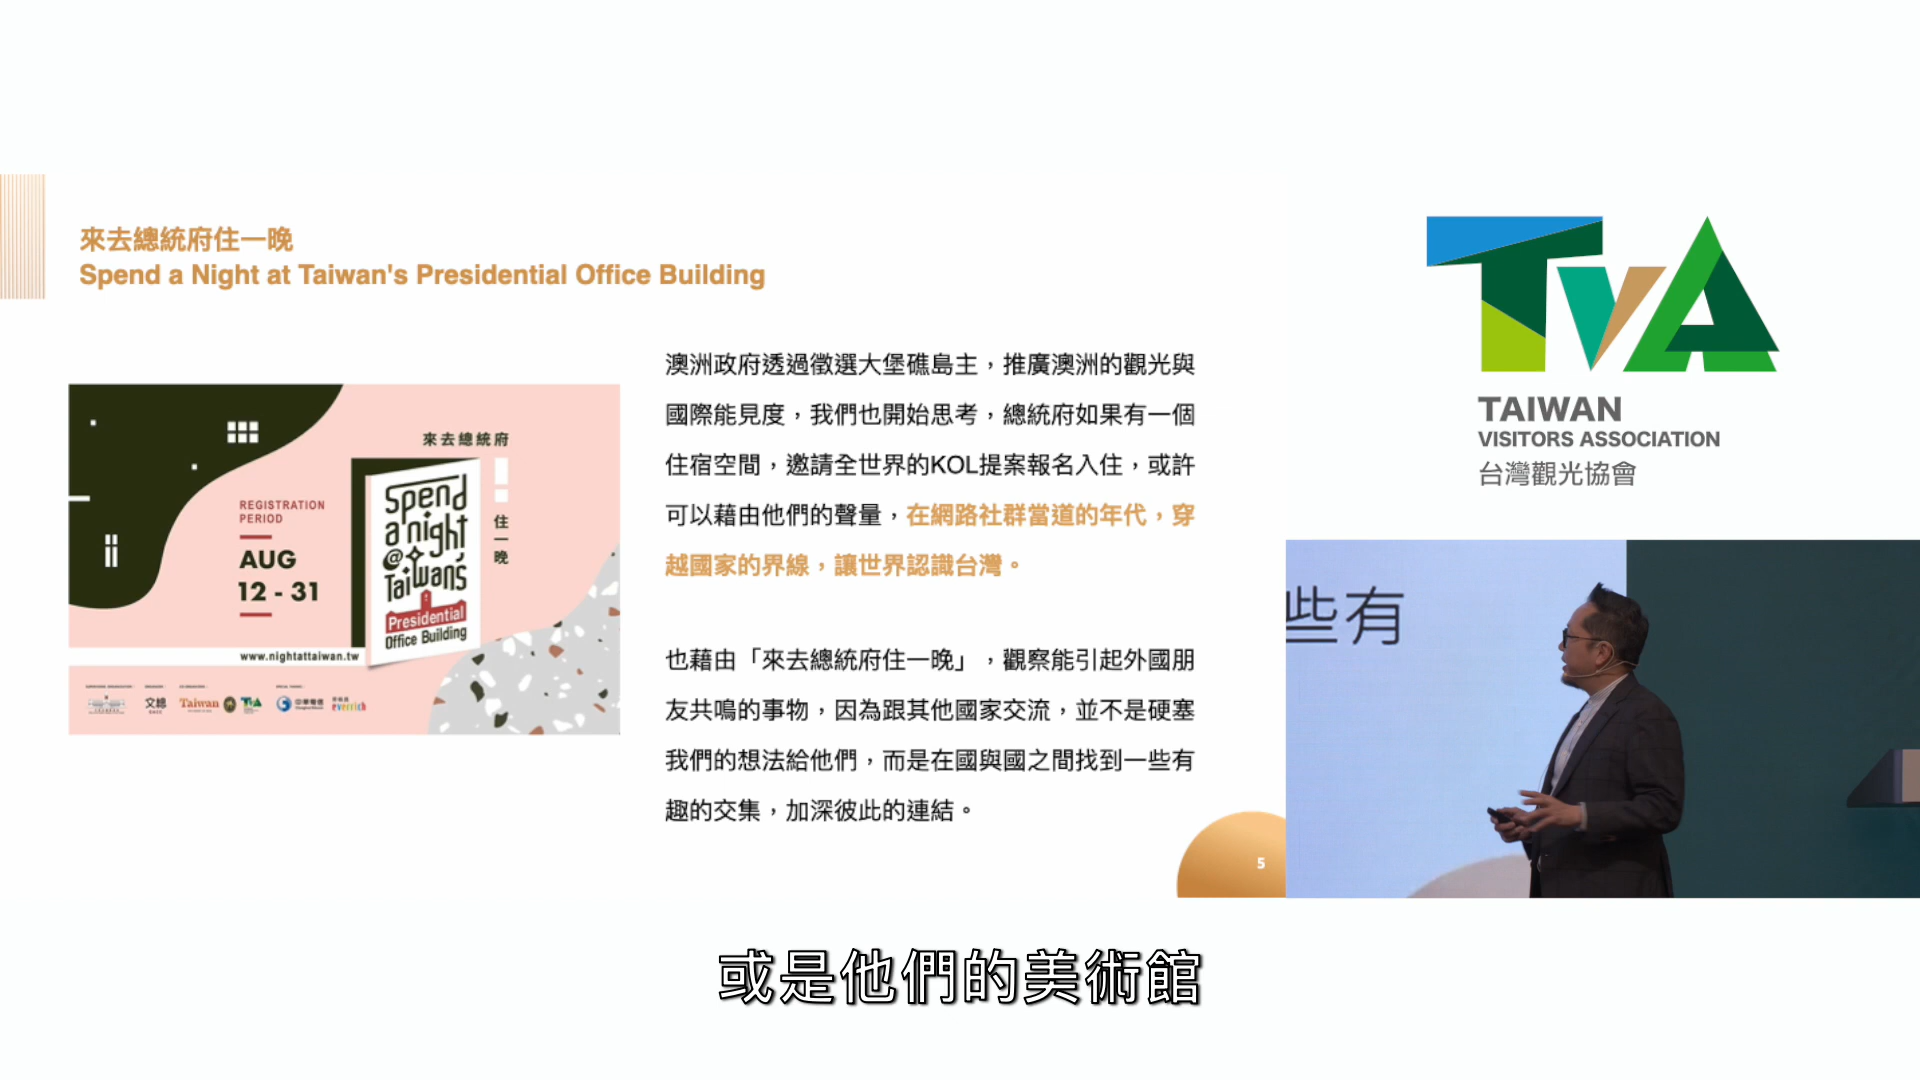 來去總統府住一晚
Spend a Night at Taiwan's Presidential Office Building
澳洲政府透過徵選大堡礁島主，推廣澳洲的觀光與
國際能見度，我們也開始思考，總統府如果有一個
住宿空間，邀請全世界的KOL提案報名入住，或許
可以藉由他們的聲量，在網路社群當道的年代，穿
越國家的界線，讓世界認識台灣。
也藉由「來去總統府住一晚」，觀察能引起外國朋
友共鳴的事物，因為跟其他國家交流，並不是硬塞
我們的想法給他們，而是在國與國之間找到一些有
趣的交集，加深彼此的連結。
來去總統府
住一晚
REGISTRATION
PERIOD
AUG
12 - 31
Spend
a night
@
Taiwan's
Presidential
Office Building
www.nightattaiwan.tw
文總
Taiwan
TVA
中華電信
everrich
5
TVA
TAIWAN
VISITORS ASSOCIATION
台灣觀光協會
些有
或是他們的美術館